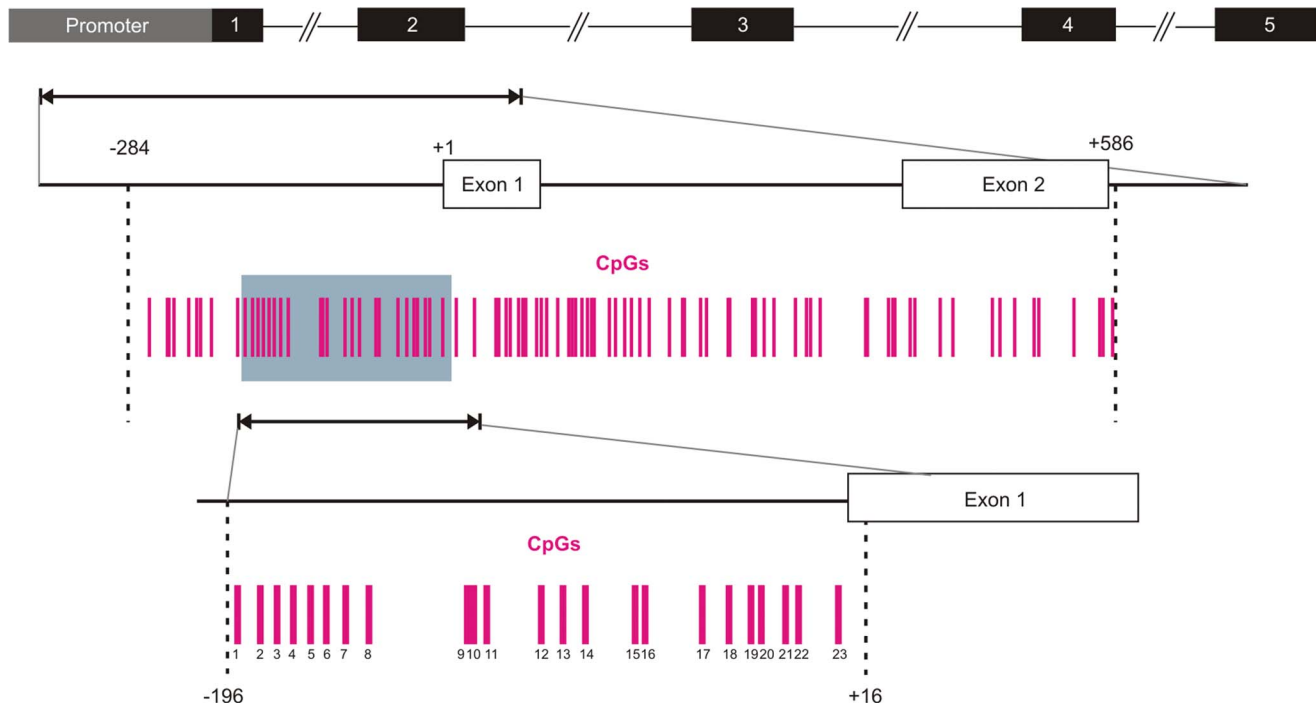 Promoter 1 2 3 4 5
-284 +1 +586
Exon 1 Exon 2
CpGs
Exon 1
CpGs
1 2 3 4 5 6 7 8 9 10 11 12 13 14 15 16 17 18 19 20 21 22 23
-196 +16